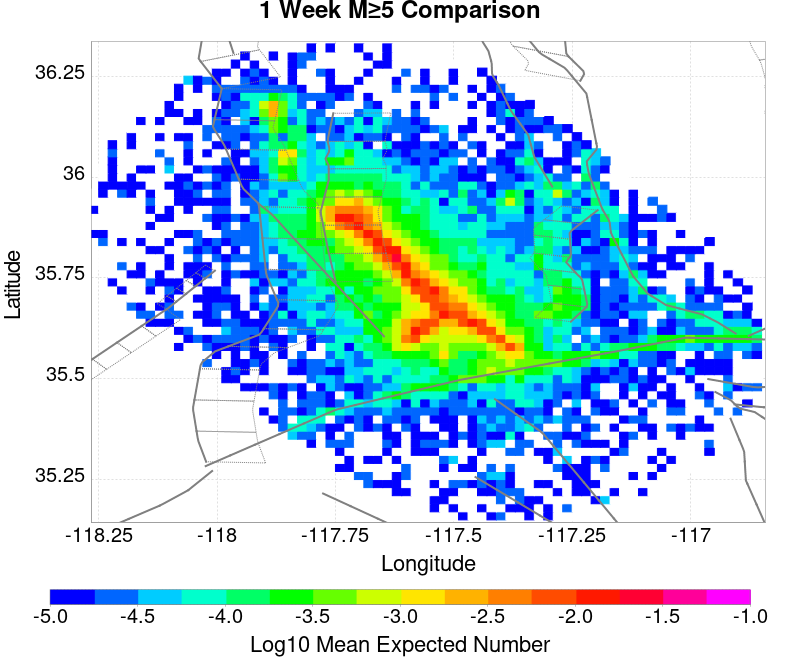 1 Week M≥5 Comparison
36.25
36
35.75
35.5
35.25
Latitude
-118.25 -118 -117.75 -117.5 -117.25 -117
Longitude
-5.0 -4.5 -4.0 -3.5 -3.0 -2.5 -2.0 -1.5 -1.0
Log10 Mean Expected Number